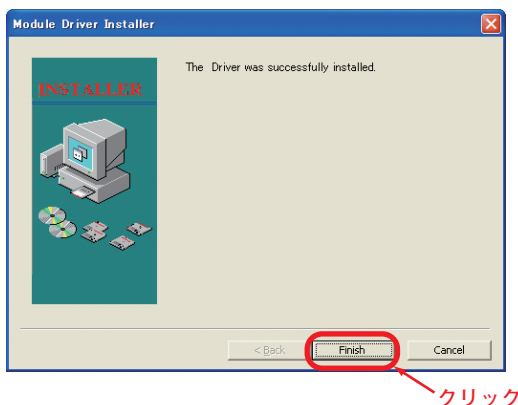 Module Driver Installer
The Driver was successfully installed.
INSTALLER
< Back
Finish
Cancel
クリック